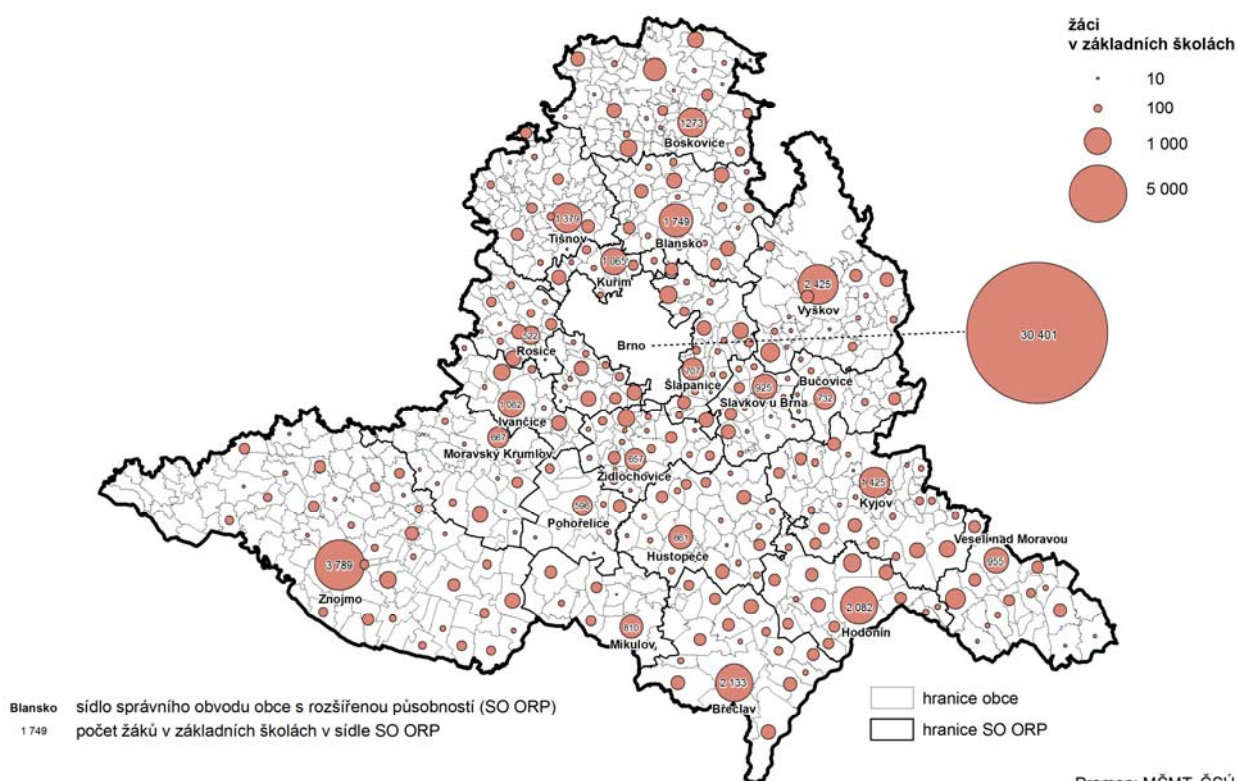 žáci
v základních školách
10
100
1 000
5 000
1273
Boskovice
1 379
Tišnov
1 749
Blansko
1 065
Kuřim
2 425
Vyškov
30 401
Brno
Rosice
707
Šlapanice
925
Slavkov u Brna
Bučovice
732
1 062
Ivančice
667
Moravský Krumlov
657
Židlochovice
1 425
Kyjov
Pohořelice
861
Hustopeče
Veselí nad Moravou
955
3 789
Znojmo
2 082
Hodonín
810
Mikulov
2 133
Břeclav
Blansko sídlo správního obvodu obce s rozšířenou působností (SO ORP)
1 749 počet žáků v základních školách v sídle SO ORP
hranice obce
hranice SO ORP